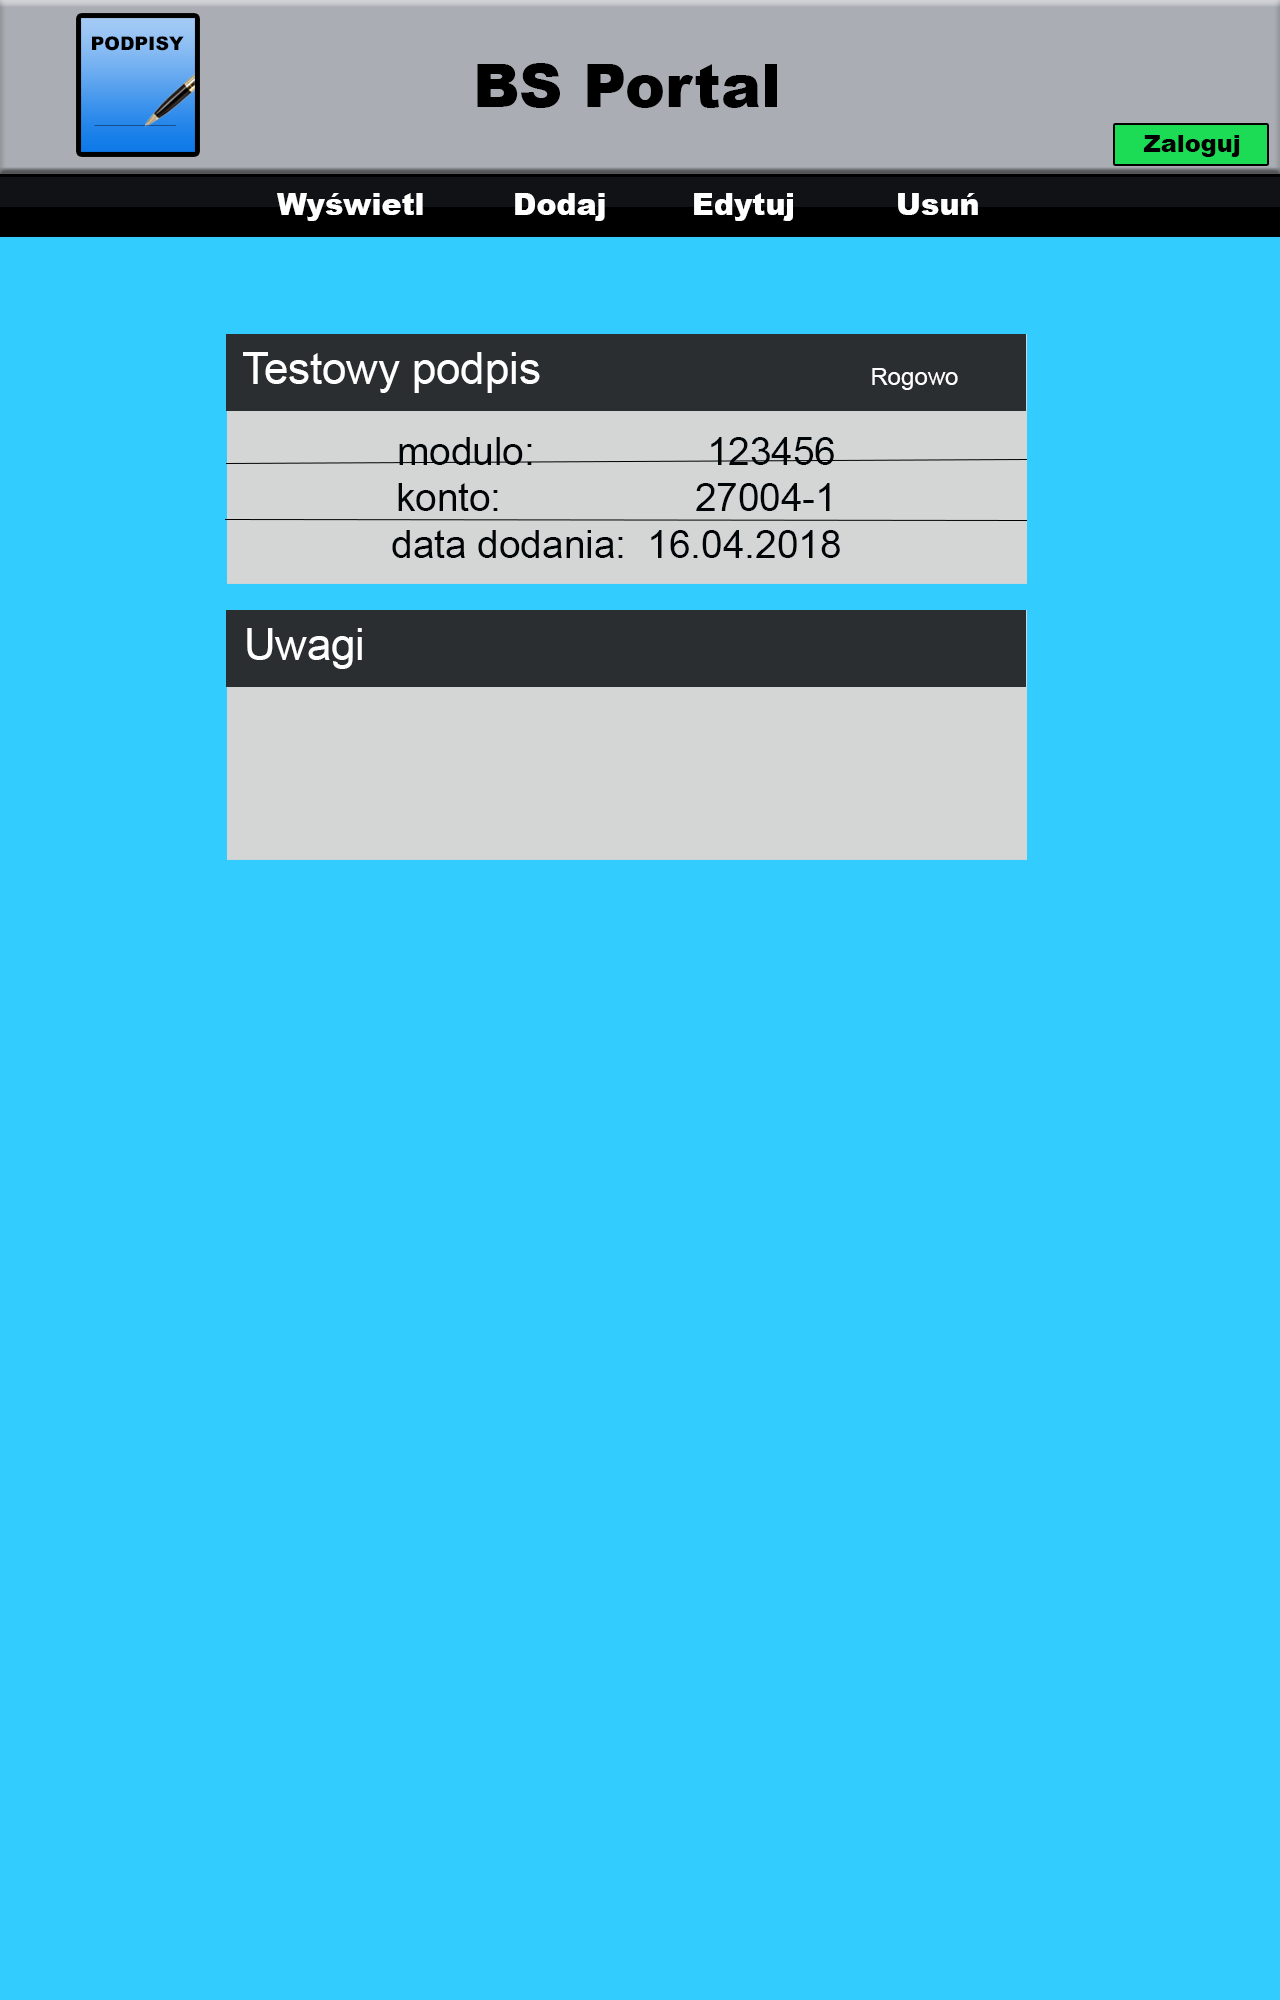 PODPISY
BS Portal
Zaloguj
Wyświetl Dodaj Edytuj Usuń
Testowy podpis Rogowo
modulo: 123456
konto: 27004-1
data dodania: 16.04.2018
Uwagi